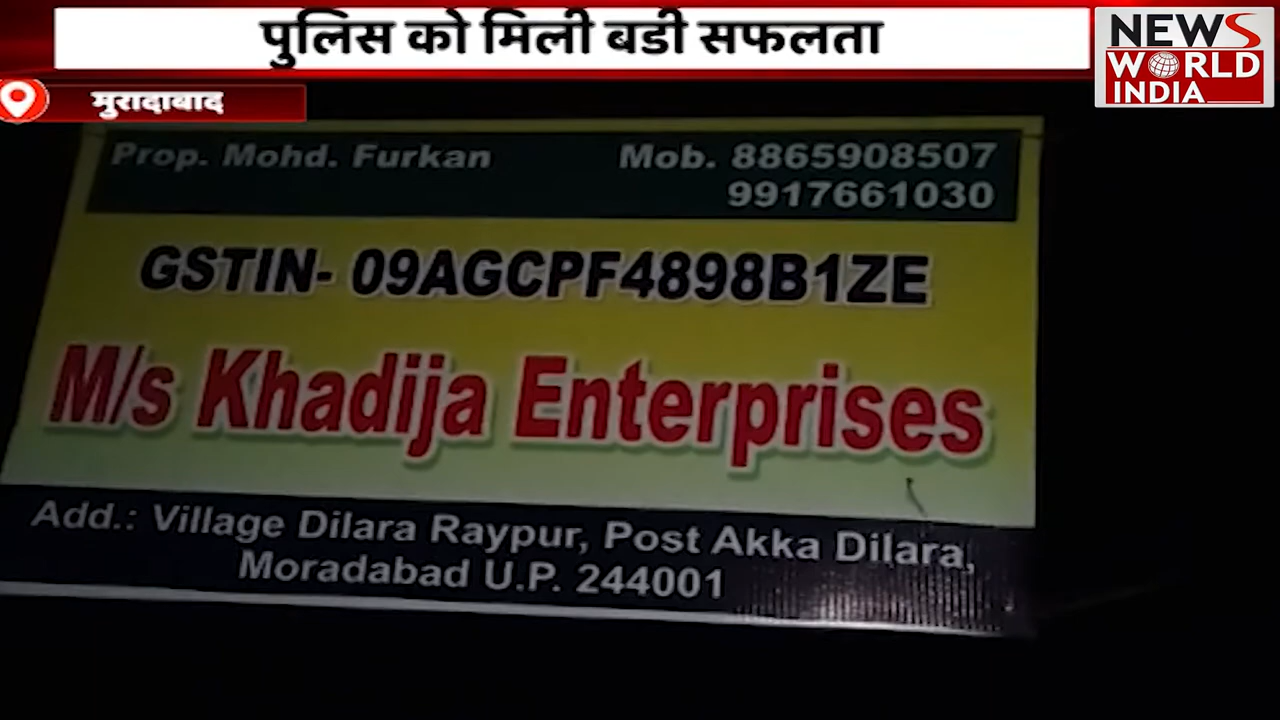 पुलिस को मिली बडी सफलता
NEWS
WORLD
INDIA
मुरादाबाद
Prop. Mohd. Furkan Mob. 8865908507
9917661030
GSTIN- 09AGCPF4898B1ZE
M/s Khadija Enterprises
Add.: Village Dilara Raypur, Post Akka Dilara,
Moradabad U.P. 244001